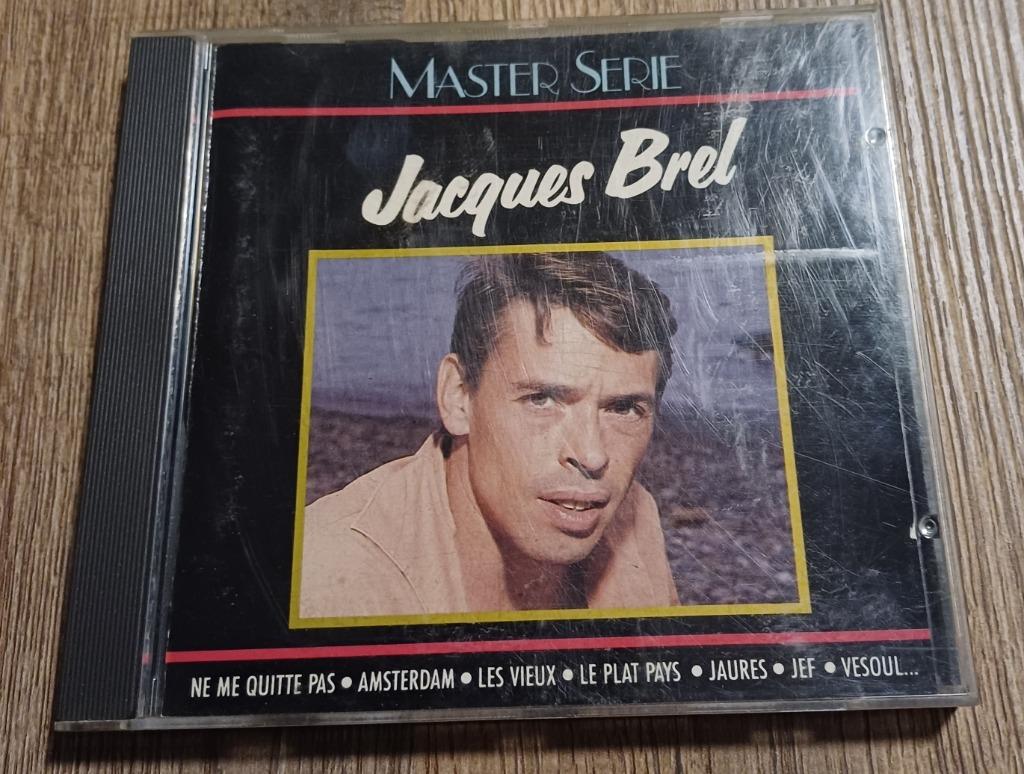 MASTER SERIE
Jacques Brel
NE ME QUITTE PAS • AMSTERDAM • LES VIEUX • LE PLAT PAYS • JAURES • JEF • VESOUL...